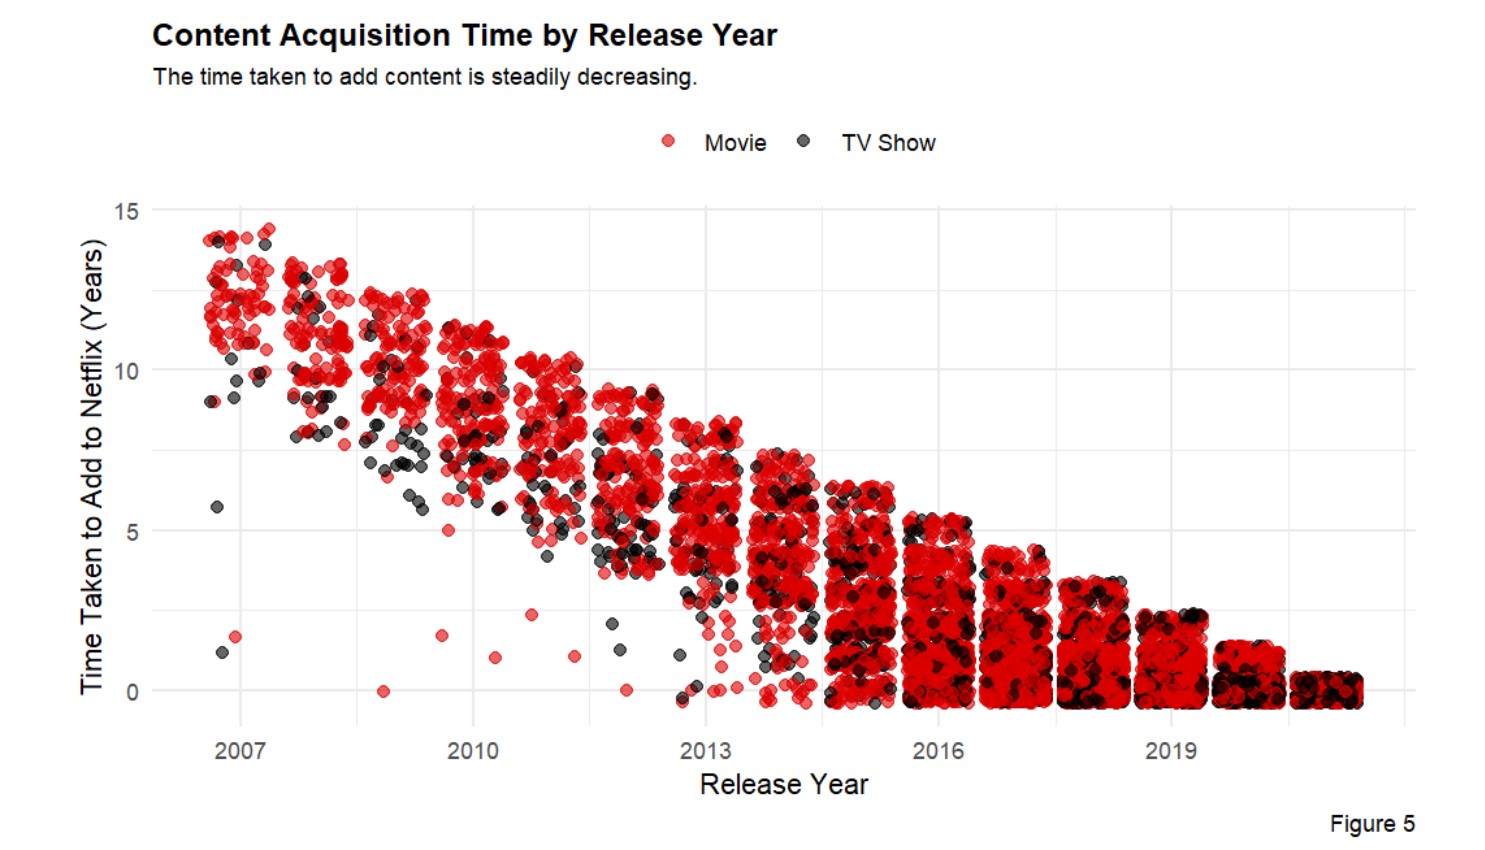 Content Acquisition Time by Release Year
The time taken to add content is steadily decreasing.
Movie TV Show
Time Taken to Add to Netflix (Years)
15
10
5
0
2007 2010 2013 2016 2019
Release Year
Figure 5